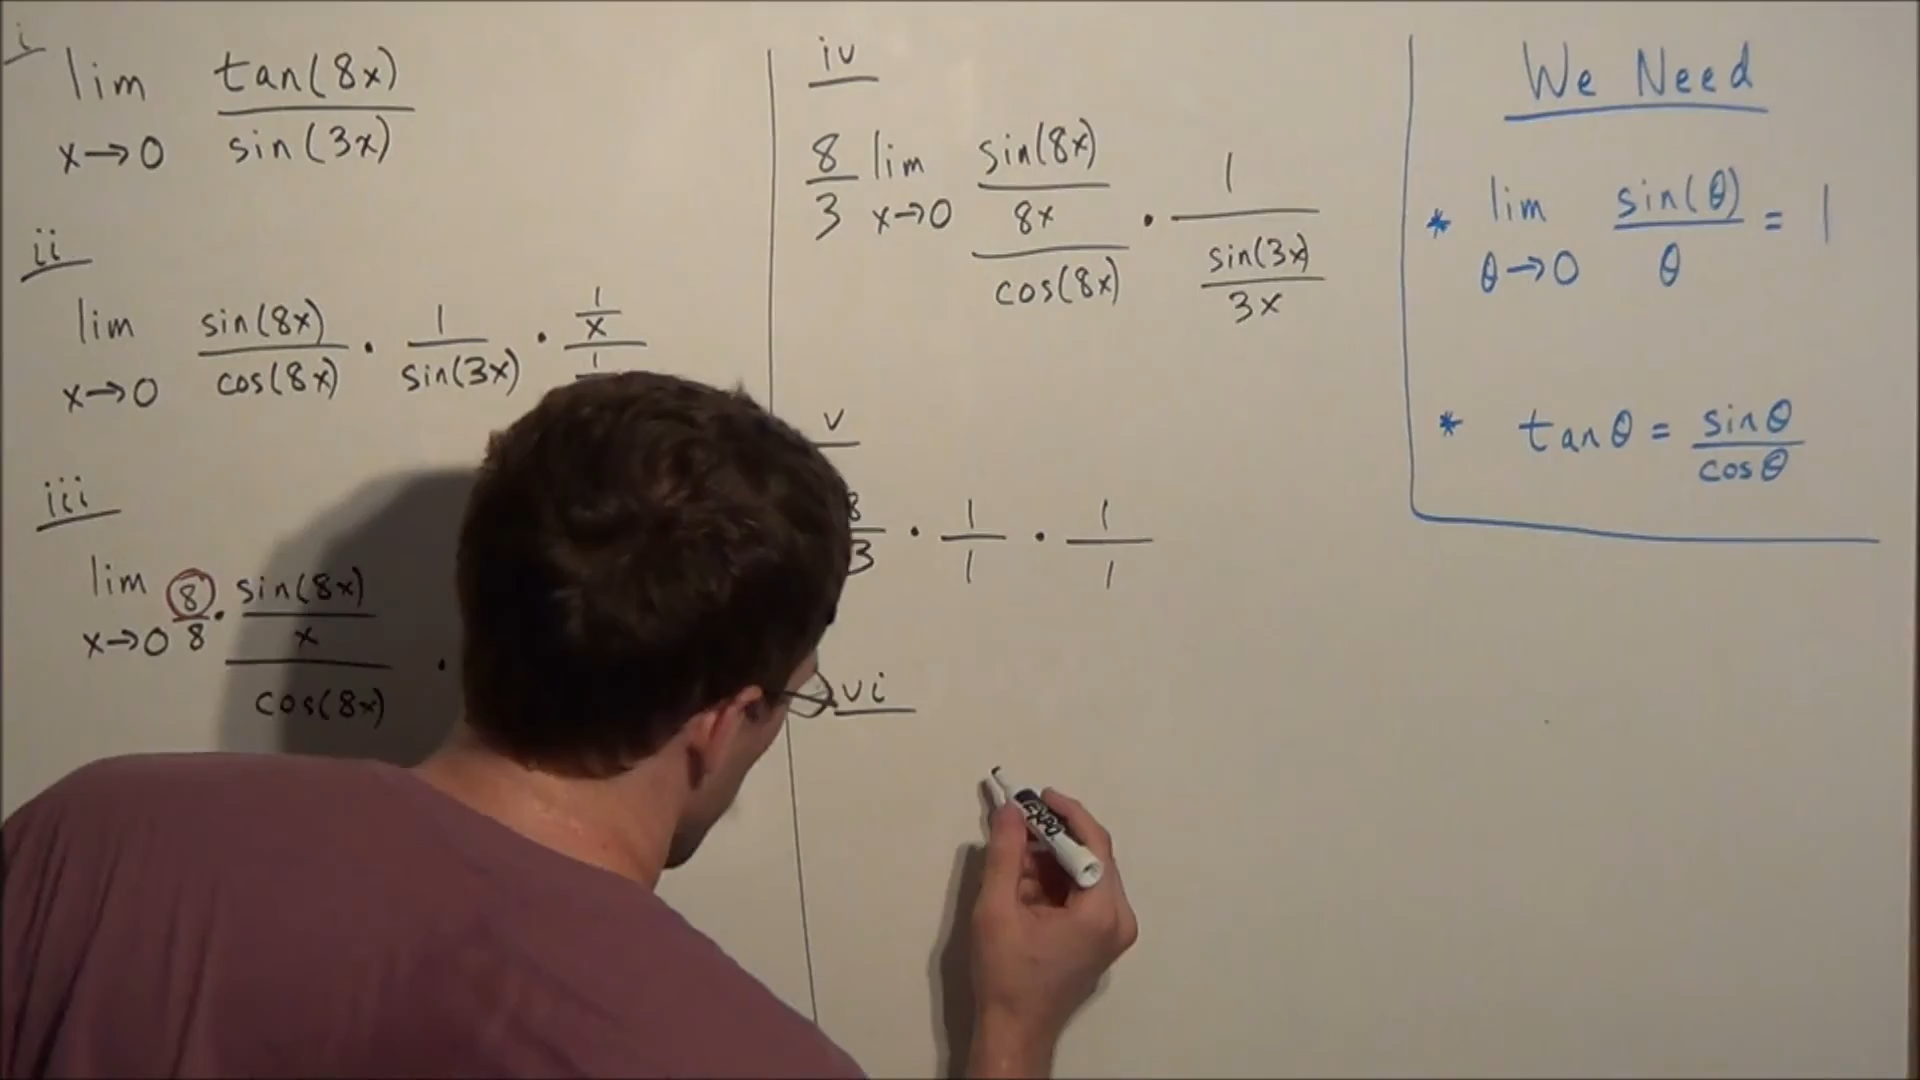 i
lim tan(8x)
x→0 sin(3x)
ii
lim sin(8x) · 1 · 1/x
x→0 cos(8x) sin(3x) 1
iii
lim 8 · sin(8x)
x→0 8 x ·
cos(8x)
iv
8 lim sin(8x) · 1
3 x→0 8x
cos(8x) sin(3x)
3x
v
8 · 1 · 1
3 1 1
vi
EXPO
We Need
* lim sin(θ) = 1
θ→0 θ
* tanθ = sinθ
cosθ